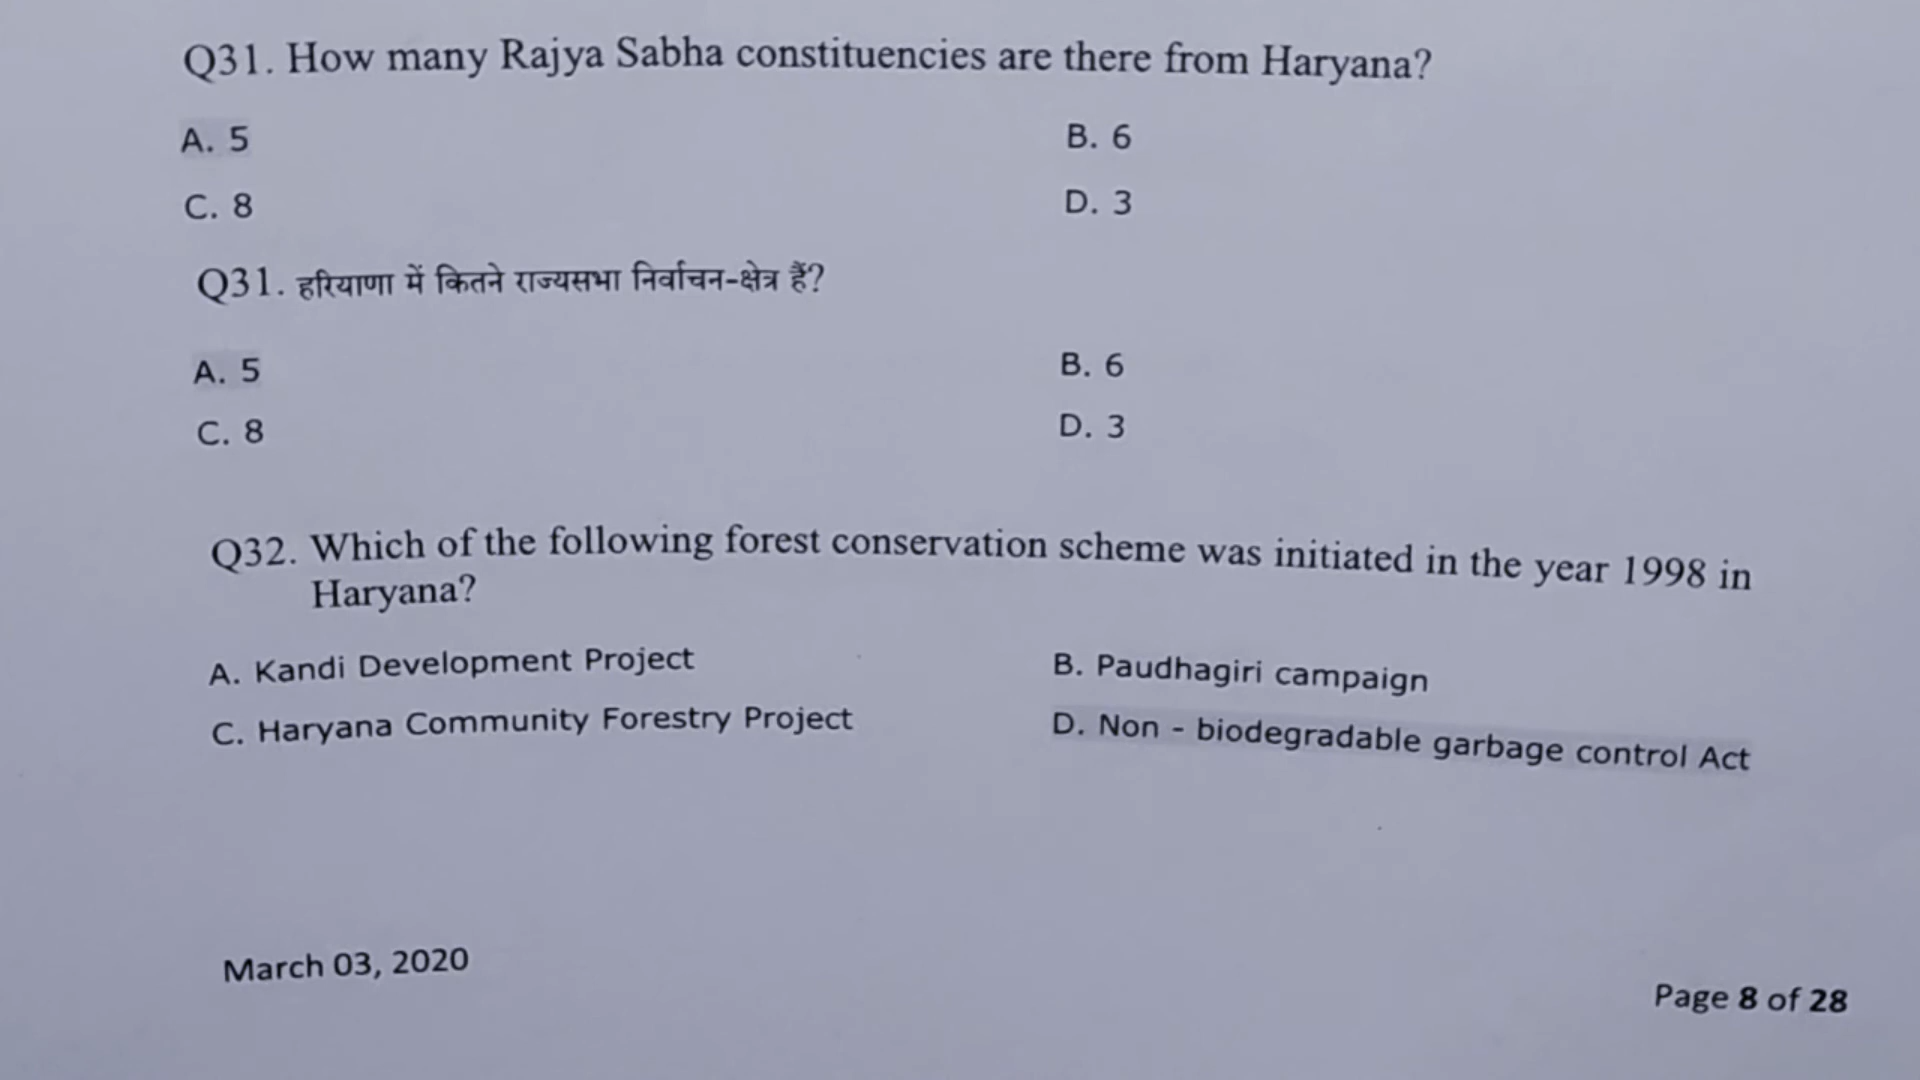 Q31. How many Rajya Sabha constituencies are there from Haryana?
A. 5 B. 6
C. 8 D. 3
Q31. हरियाणा में कितने राज्यसभा निर्वाचन-क्षेत्र हैं?
A. 5 B. 6
C. 8 D. 3
Q32. Which of the following forest conservation scheme was initiated in the year 1998 in
Haryana?
A. Kandi Development Project B. Paudhagiri campaign
C. Haryana Community Forestry Project D. Non - biodegradable garbage control Act
March 03, 2020
Page 8 of 28